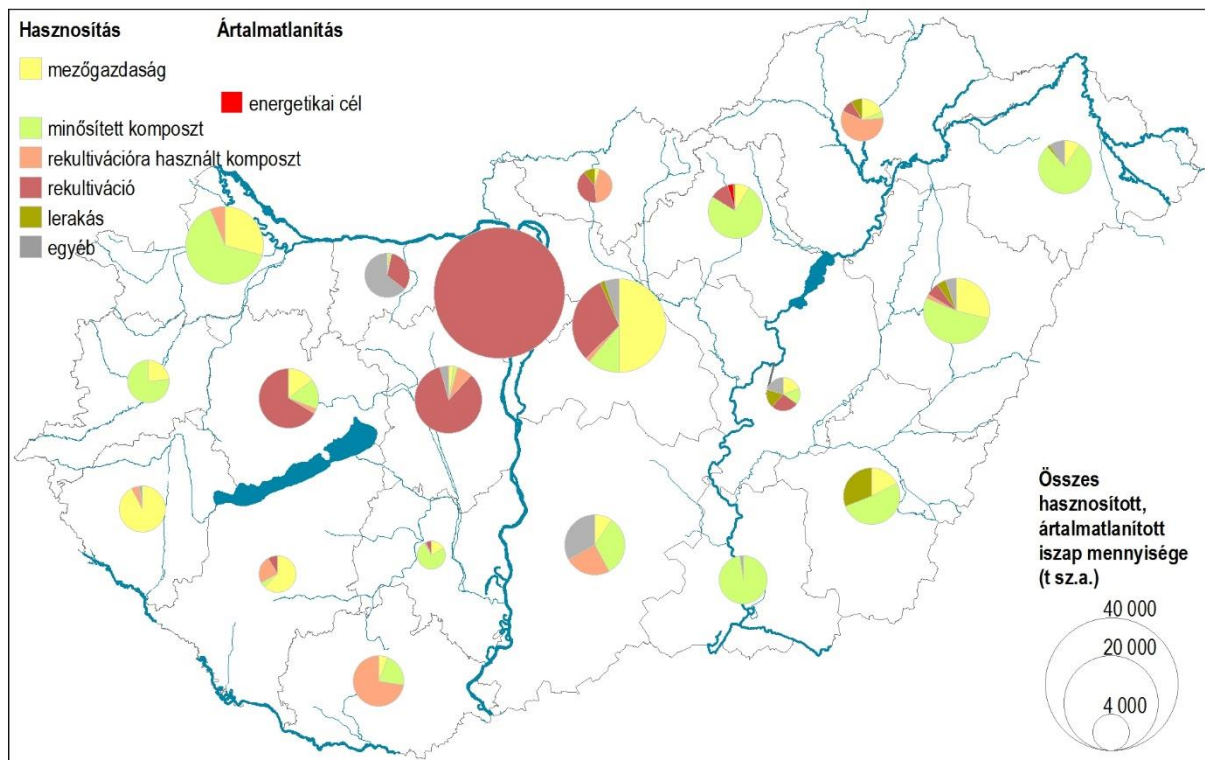 Hasznosítás
Ártalmatlanítás
mezőgazdaság
energetikai cél
minősített komposzt
rekultivációra használt komposzt
rekultiváció
lerakás
egyéb
Összes
hasznosított,
ártalmatlanított
iszap mennyisége
(t sz.a.)
40 000
20 000
4 000